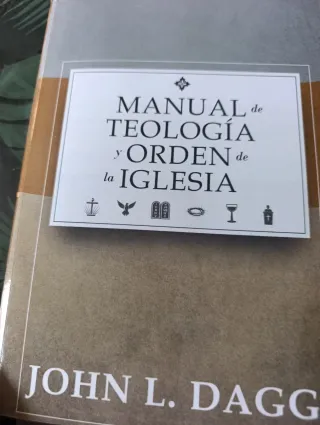 MANUAL de
TEOLOGÍA
y ORDEN de
la IGLESIA
JOHN L. DAGG